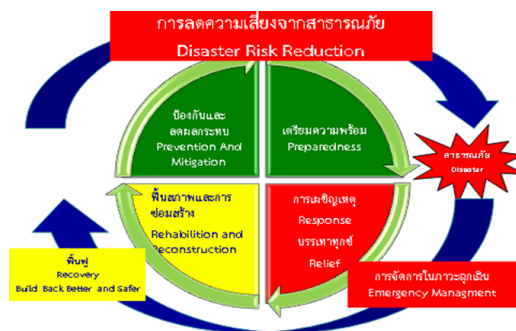 การลดความเสี่ยงจากสาธารณภัย
Disaster Risk Reduction
ป้องกันและ
ลดผลกระทบ
Prevention And
Mitigation
เตรียมความพร้อม
Preparedness
สาธารณภัย
Disaster
ฟื้นสภาพและการ
ซ่อมสร้าง
Rehabilition and
Reconstruction
การเผชิญเหตุ
Response
บรรเทาทุกข์
Relief
ฟื้นฟู
Recovery
Build Back Better and Safer
การจัดการในภาวะฉุกเฉิน
Emergency Managment